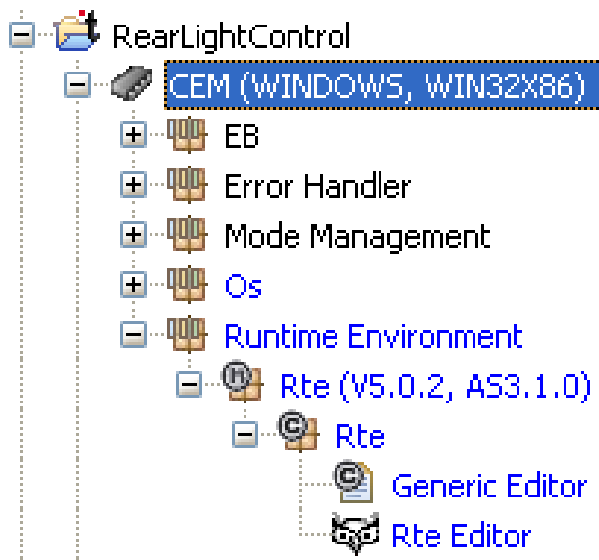 RearLightControl
CEM (WINDOWS, WIN32X86)
EB
Error Handler
Mode Management
Os
Runtime Environment
Rte (V5.0.2, AS3.1.0)
Rte
Generic Editor
Rte Editor